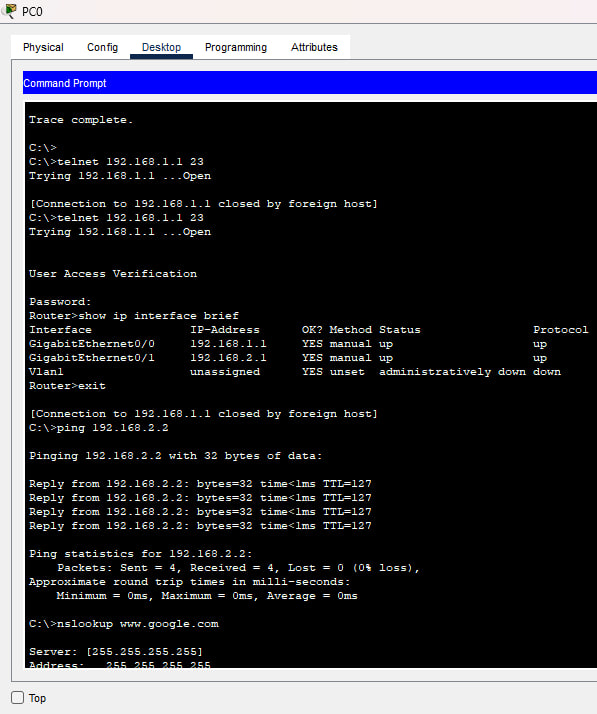 PC0
Physical Config Desktop Programming Attributes
Command Prompt
Trace complete.
C:\>
C:\>telnet 192.168.1.1 23
Trying 192.168.1.1 ...Open
[Connection to 192.168.1.1 closed by foreign host]
C:\>telnet 192.168.1.1 23
Trying 192.168.1.1 ...Open
User Access Verification
Password:
Router>show ip interface brief
Interface IP-Address OK? Method Status Protocol
GigabitEthernet0/0 192.168.1.1 YES manual up up
GigabitEthernet0/1 192.168.2.1 YES manual up up
Vlan1 unassigned YES unset administratively down down
Router>exit
[Connection to 192.168.1.1 closed by foreign host]
C:\>ping 192.168.2.2
Pinging 192.168.2.2 with 32 bytes of data:
Reply from 192.168.2.2: bytes=32 time<1ms TTL=127
Reply from 192.168.2.2: bytes=32 time<1ms TTL=127
Reply from 192.168.2.2: bytes=32 time<1ms TTL=127
Reply from 192.168.2.2: bytes=32 time<1ms TTL=127
Ping statistics for 192.168.2.2:
Packets: Sent = 4, Received = 4, Lost = 0 (0% loss),
Approximate round trip times in milli-seconds:
Minimum = 0ms, Maximum = 0ms, Average = 0ms
C:\>nslookup www.google.com
Server: [255.255.255.255]
Address: 255.255.255.255
Top